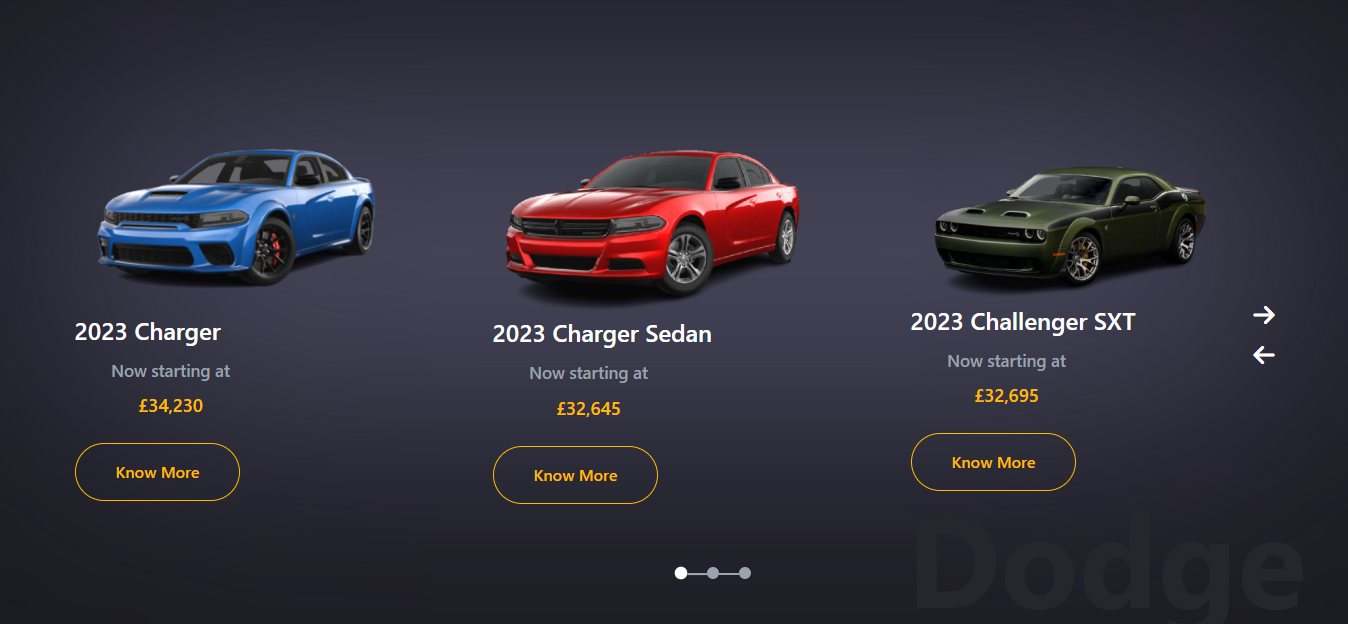 2023 Charger
Now starting at
£34,230
Know More
2023 Charger Sedan
Now starting at
£32,645
Know More
2023 Challenger SXT
Now starting at
£32,695
Know More
Dodge